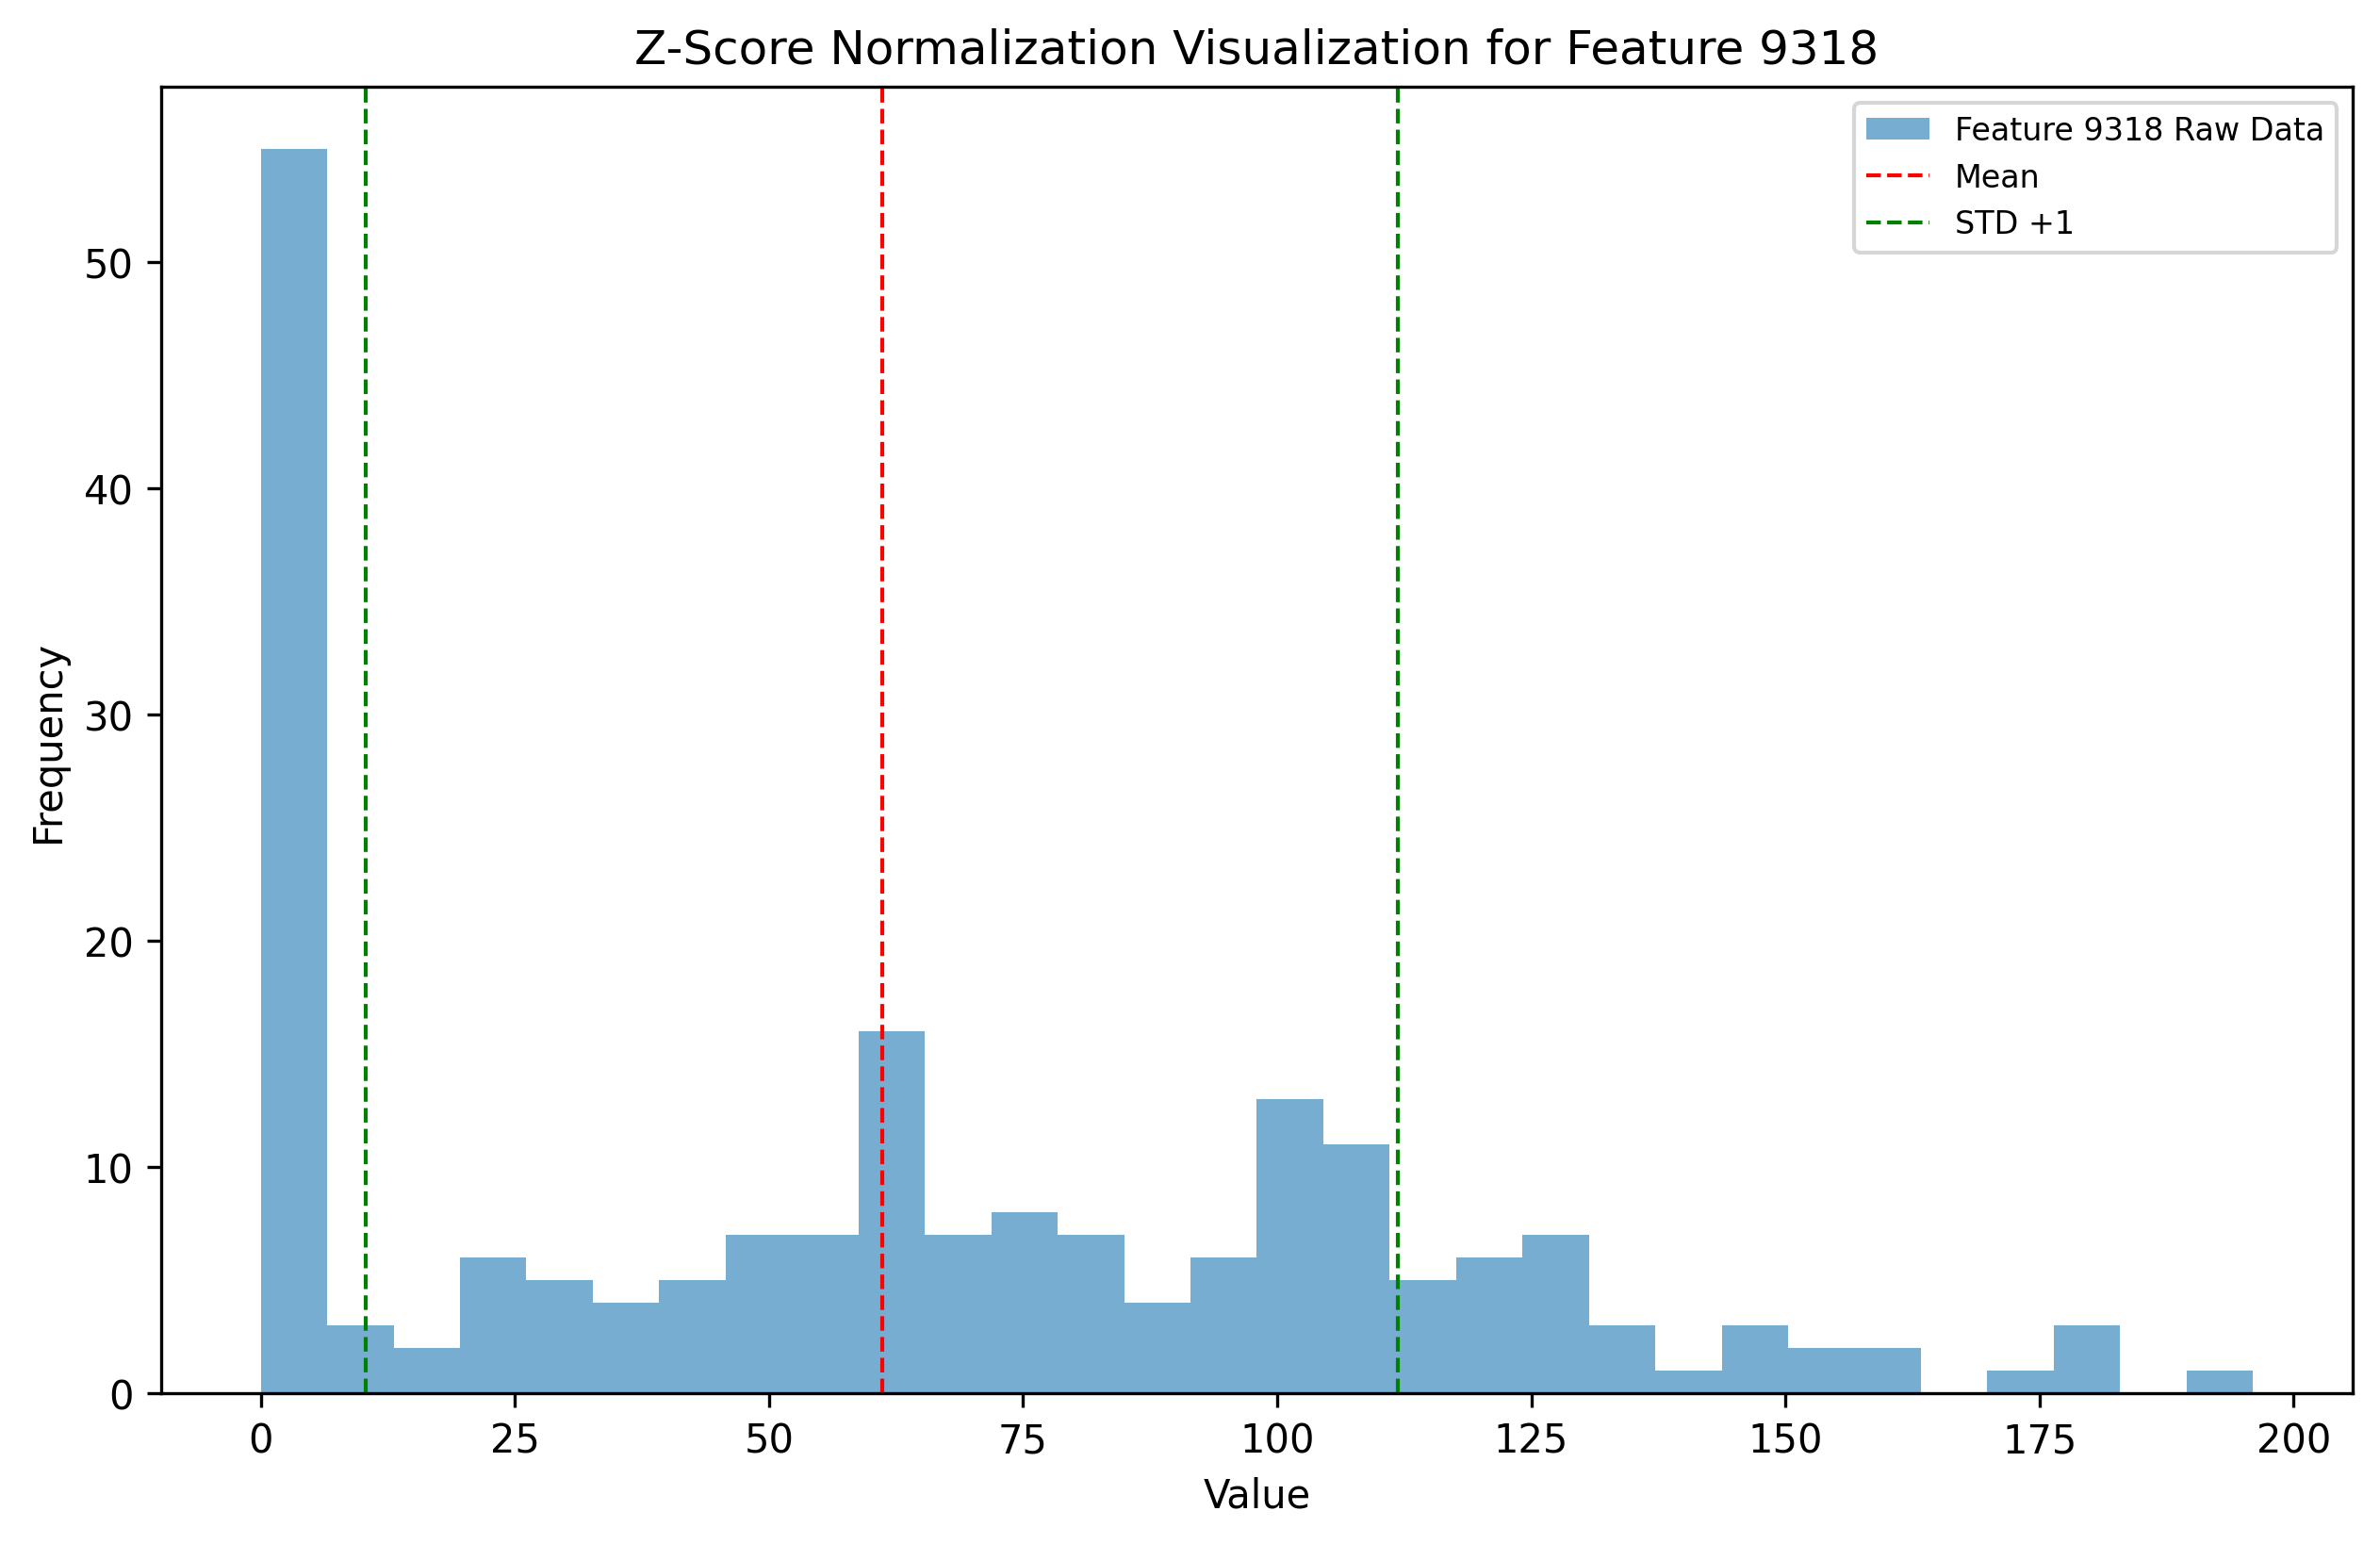 Z-Score Normalization Visualization for Feature 9318
Feature 9318 Raw Data
Mean
STD +1
Frequency
50
40
30
20
10
0
0 25 50 75 100 125 150 175 200
Value